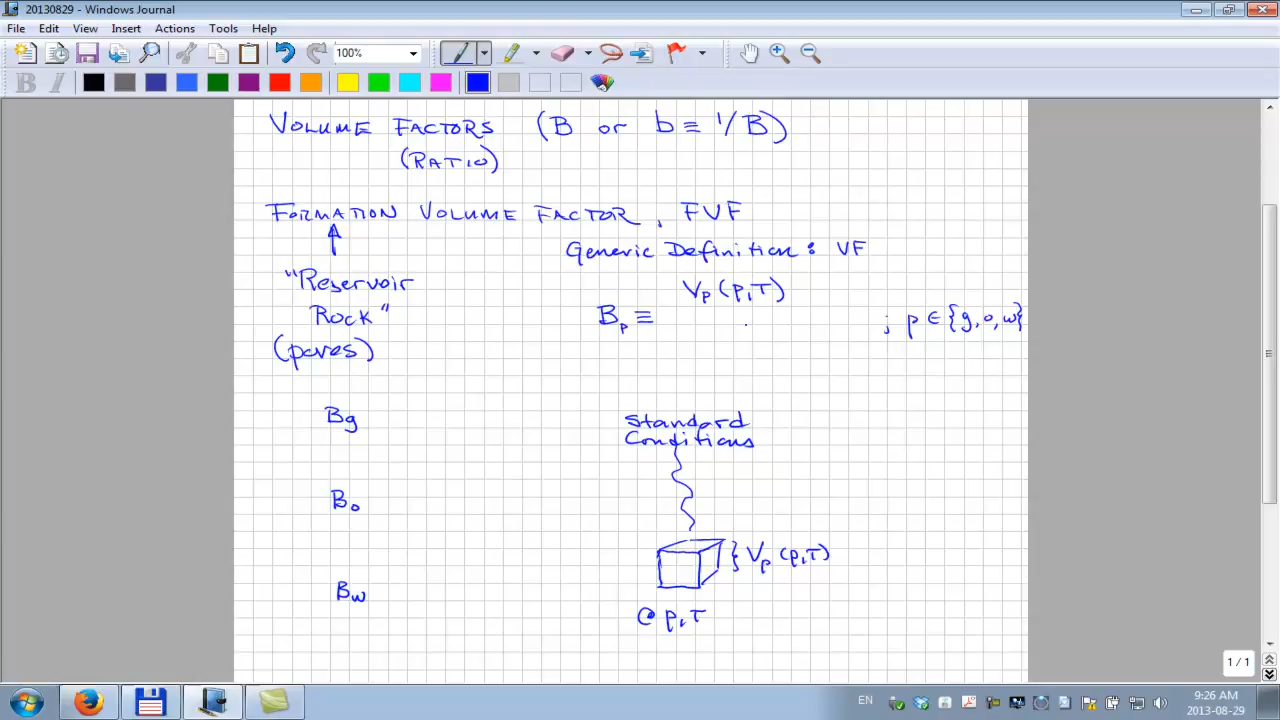 20130829 - Windows Journal
File Edit View Insert Actions Tools Help
100%
VOLUME FACTORS (B or b ≡ 1/B)
(RATIO)
FORMATION VOLUME FACTOR, FVF
Generic Definition: VF
"Reservoir
Rock"
(pores)
Vp(p,T)
Bp ≡ ; p ∈ {g, o, w}
Bg
Standard
Conditions
Bo
} Vp (p,T)
Bw
@ p,T
1 / 1
EN
9:26 AM
2013-08-29